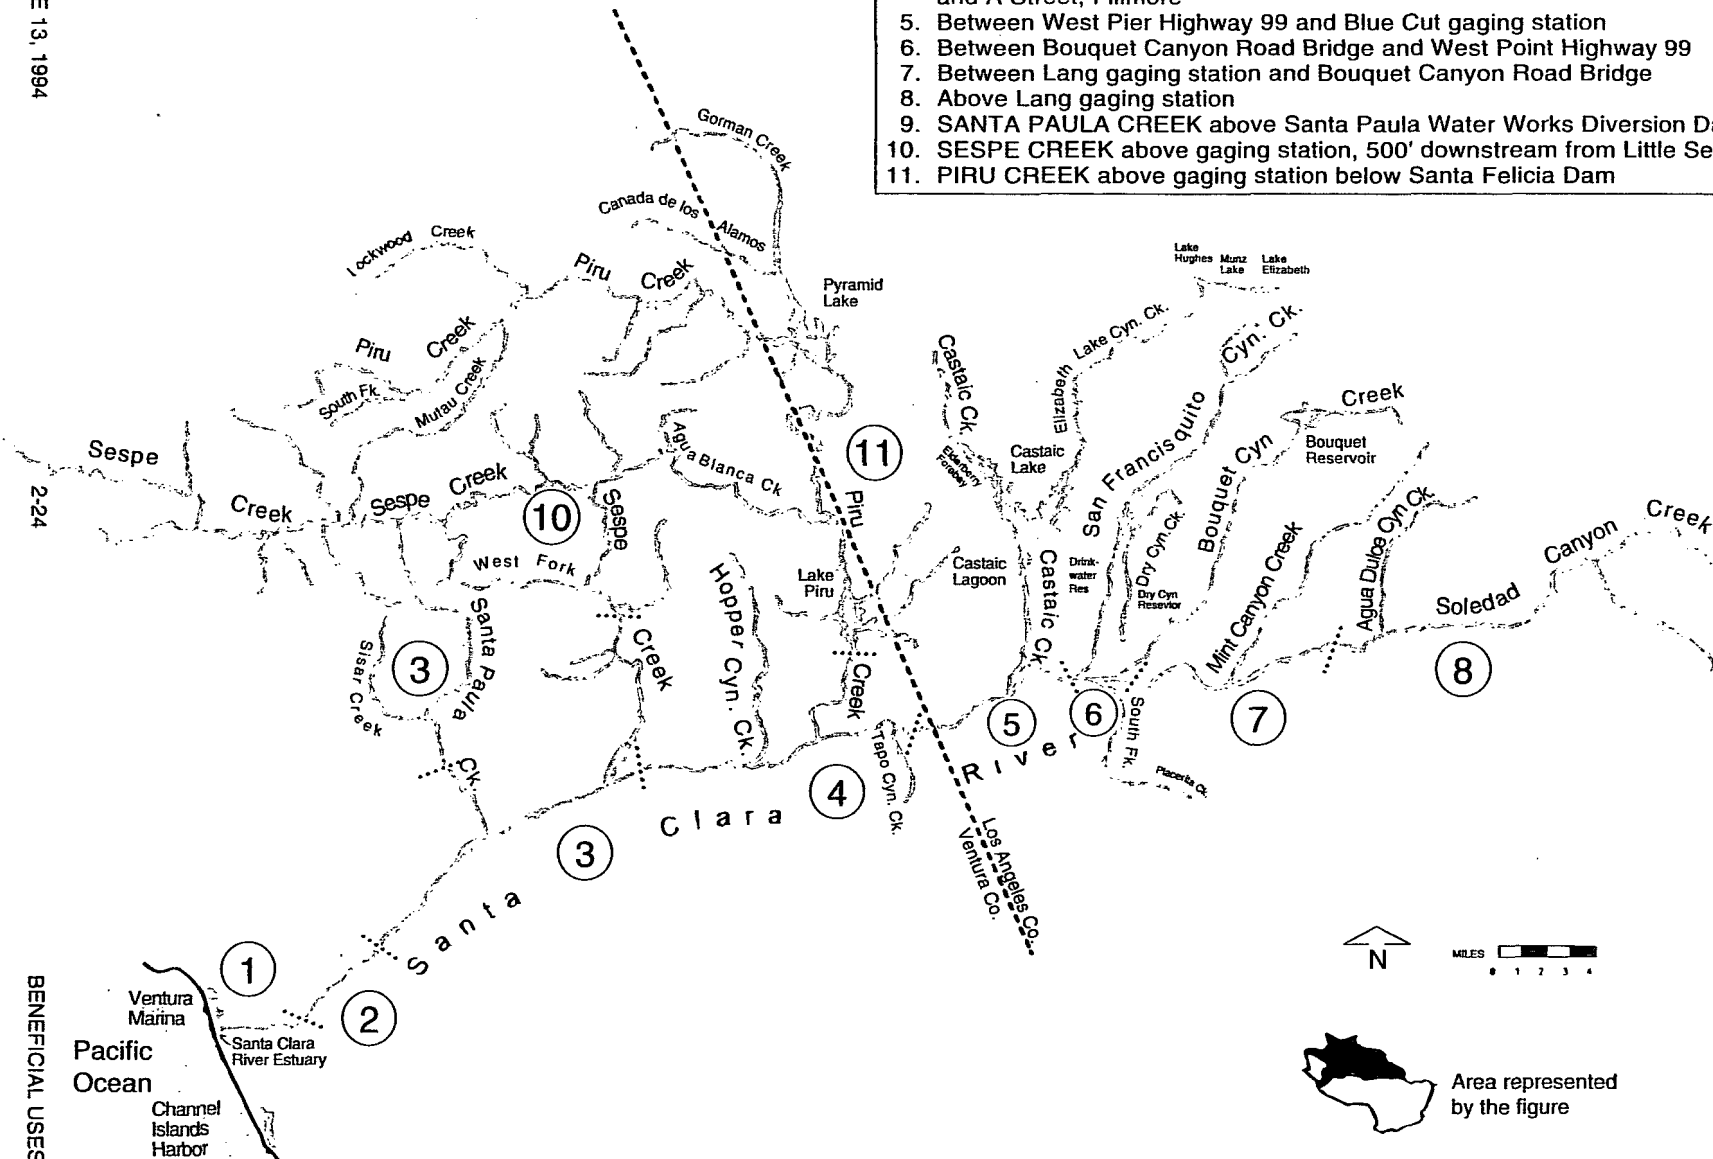 E 13, 1994
2-24
BENEFICIAL USES
5. Between West Pier Highway 99 and Blue Cut gaging station
6. Between Bouquet Canyon Road Bridge and West Point Highway 99
7. Between Lang gaging station and Bouquet Canyon Road Bridge
8. Above Lang gaging station
9. SANTA PAULA CREEK above Santa Paula Water Works Diversion
10. SESPE CREEK above gaging station, 500' downstream from Little
11. PIRU CREEK above gaging station below Santa Felicia Dam
Gorman Creek
Canada de los Alamos
Lockwood Creek
Piru Creek
Pyramid
Lake
Lake
Hughes
Munz
Lake
Lake
Elizabeth
Piru Creek
South Fk.
Mutau Creek
Castaic Ck.
Elizabeth Lake Cyn. Ck.
San Francisquito Cyn. Ck.
Bouquet Cyn Creek
Bouquet
Reservoir
Sespe Creek
Sespe Creek
Agua Blanca Ck
11
Elderberry
Forebay
Castaic
Lake
10
Sespe Creek
West Fork
Piru Creek
Lake
Piru
Castaic
Lagoon
Castaic Ck
Drink-
water
Res
Dry Cyn.Ck.
Dry Cyn
Reservior
Mint Canyon Creek
Agua Dulce Cyn Ck.
Soledad Canyon Creek
Hopper Cyn. Ck.
Santa Paula Ck
Sisar Creek
3
8
5
6
7
South Fk.
Placerita Ck.
Tapo Cyn. Ck.
4
3
Santa Clara River
Los Angeles Co.
Ventura Co.
1
2
Ventura
Marina
Santa Clara
River Estuary
Pacific
Ocean
Channel
Islands
Harbor
N
MILES
0 1 2 3 4
Area represented
by the figure